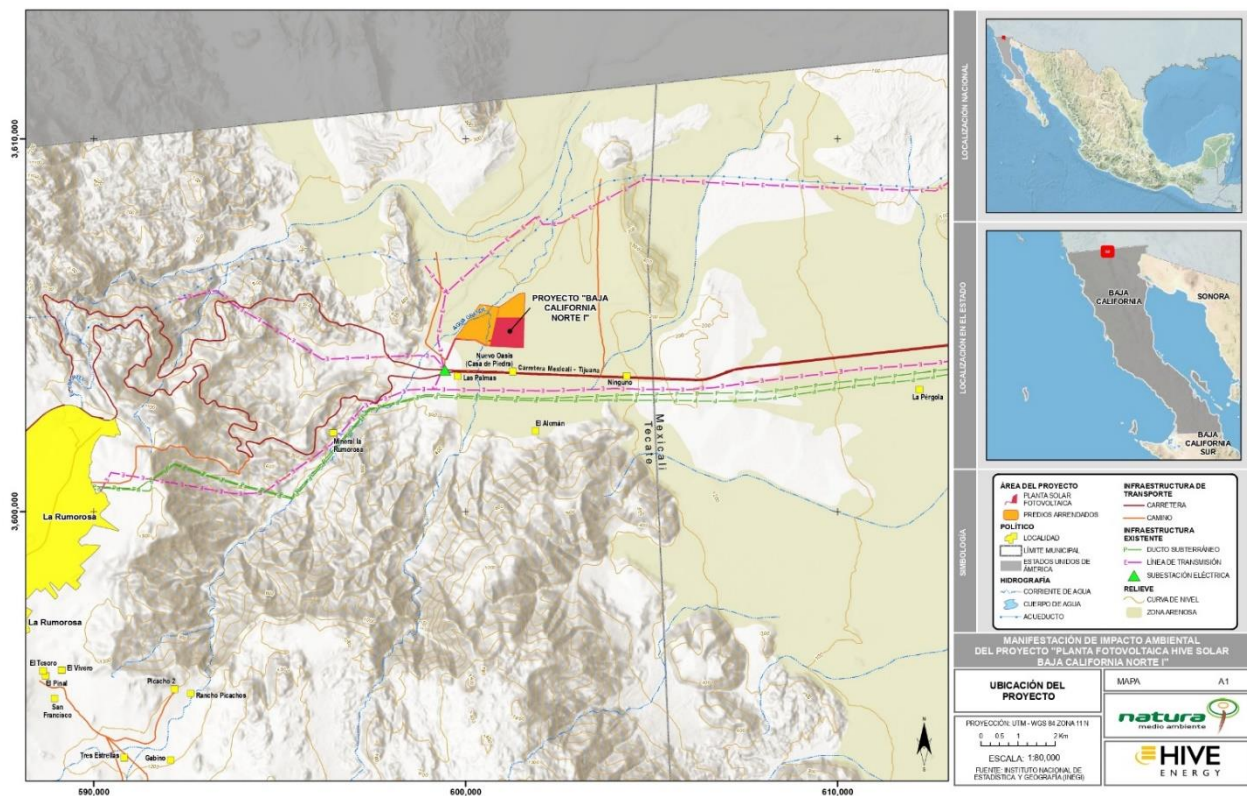 3,610,000
3,600,000
590,000
600,000
610,000
PROYECTO "BAJA
CALIFORNIA
NORTE I"
Nuevo Oasis
(Casa de Piedra)
Carretera Mexicali - Tijuana
Las Palmas
Ninguno
La Pérgola
El Alamán
Mineral la
Rumorosa
Mexicali
Tecate
La Rumorosa
La Rumorosa
El Tesoro
El Vivero
El Pinal
San
Francisco
Picacho 2
Rancho Picachos
Tres Estrellas
Gabino
LOCALIZACIÓN NACIONAL
LOCALIZACIÓN EN EL ESTADO
BAJA
CALIFORNIA
SONORA
BAJA
CALIFORNIA
SUR
SIMBOLOGÍA
ÁREA DEL PROYECTO
PLANTA SOLAR
FOTOVOLTAICA
PREDIOS ARRENDADOS
POLÍTICO
LOCALIDAD
LÍMITE MUNICIPAL
ESTADOS UNIDOS DE
ÁMERICA
HIDROGRAFÍA
CORRIENTE DE AGUA
CUERPO DE AGUA
ACUEDUCTO
INFRAESTRUCTURA DE
TRANSPORTE
CARRETERA
CAMINO
INFRAESTRUCTURA
EXISTENTE
DUCTO SUBTERRÁNEO
LÍNEA DE TRANSMISIÓN
SUBESTACIÓN ELÉCTRICA
RELIEVE
CURVA DE NIVEL
ZONA ARENOSA
MANIFESTACIÓN DE IMPACTO AMBIENTAL
DEL PROYECTO "PLANTA FOTOVOLTAICA HIVE SOLAR
BAJA CALIFORNIA NORTE I"
UBICACIÓN DEL
PROYECTO
MAPA A1
PROYECCIÓN: UTM - WGS 84 ZONA 11 N
0 0.5 1 2 Km
ESCALA: 1:80,000
FUENTE: INSTITUTO NACIONAL DE
ESTADÍSTICA Y GEOGRAFÍA (INEGI)
natura
medio ambiente
HIVE
ENERGY